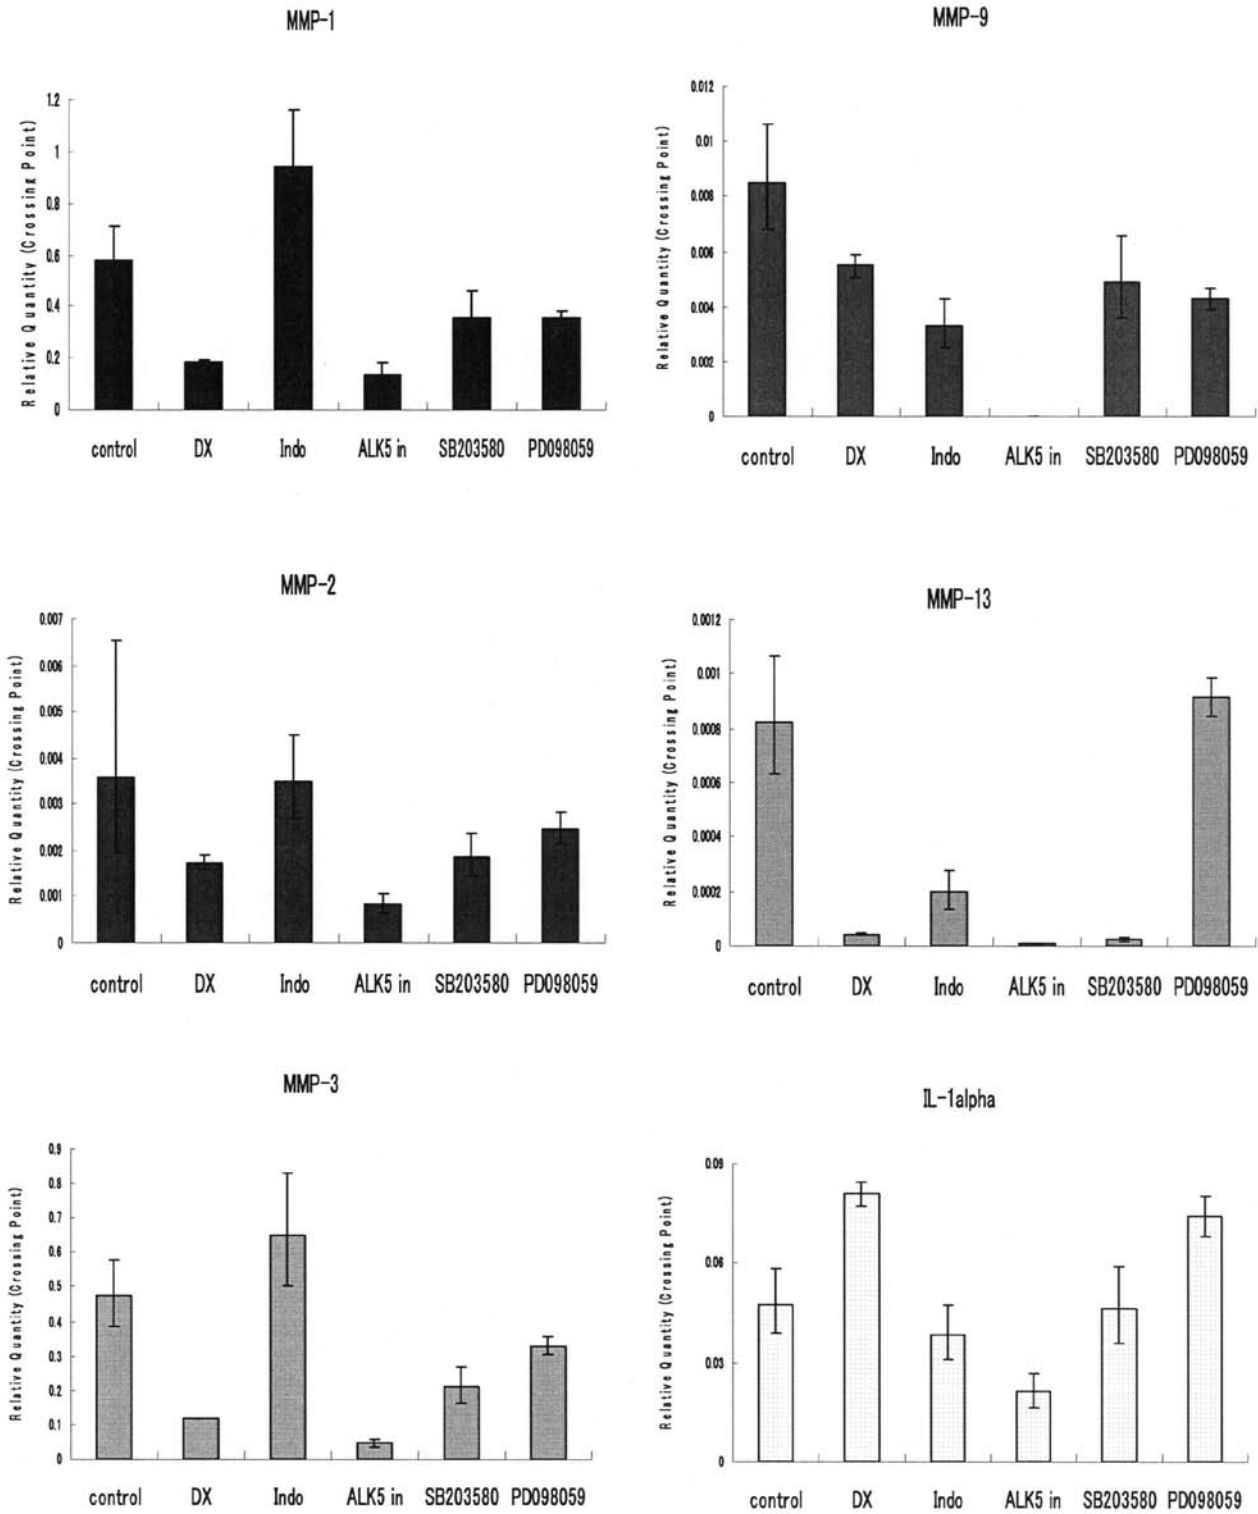 MMP-1
Relative Quantity (Crossing Point)
1.2
1
0.8
0.6
0.4
0.2
0
control DX Indo ALK5 in SB203580 PD098059
MMP-9
Relative Quantity (Crossing Point)
0.012
0.01
0.008
0.006
0.004
0.002
0
control DX Indo ALK5 in SB203580 PD098059
MMP-2
Relative Quantity (Crossing Point)
0.007
0.006
0.005
0.004
0.003
0.002
0.001
0
control DX Indo ALK5 in SB203580 PD098059
MMP-13
Relative Quantity (Crossing Point)
0.0012
0.001
0.0008
0.0006
0.0004
0.0002
0
control DX Indo ALK5 in SB203580 PD098059
MMP-3
Relative Quantity (Crossing Point)
0.9
0.8
0.7
0.6
0.5
0.4
0.3
0.2
0.1
0
control DX Indo ALK5 in SB203580 PD098059
IL-1alpha
Relative Quantity (Crossing Point)
0.09
0.06
0.03
0
control DX Indo ALK5 in SB203580 PD098059